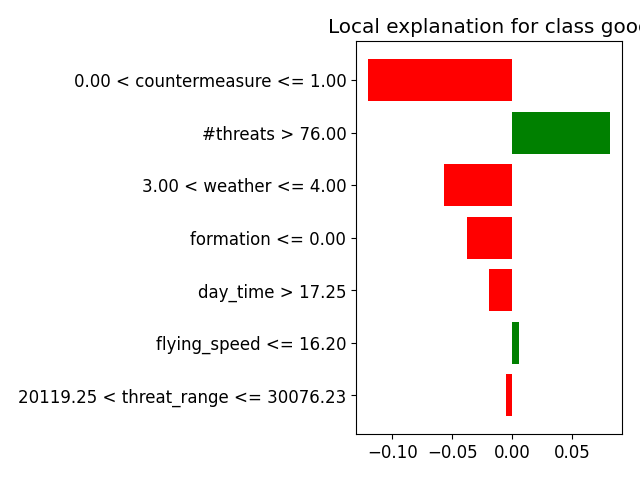 Local explanation for class goo
0.00 < countermeasure <= 1.00
#threats > 76.00
3.00 < weather <= 4.00
formation <= 0.00
day_time > 17.25
flying_speed <= 16.20
20119.25 < threat_range <= 30076.23
−0.10 −0.05 0.00 0.05